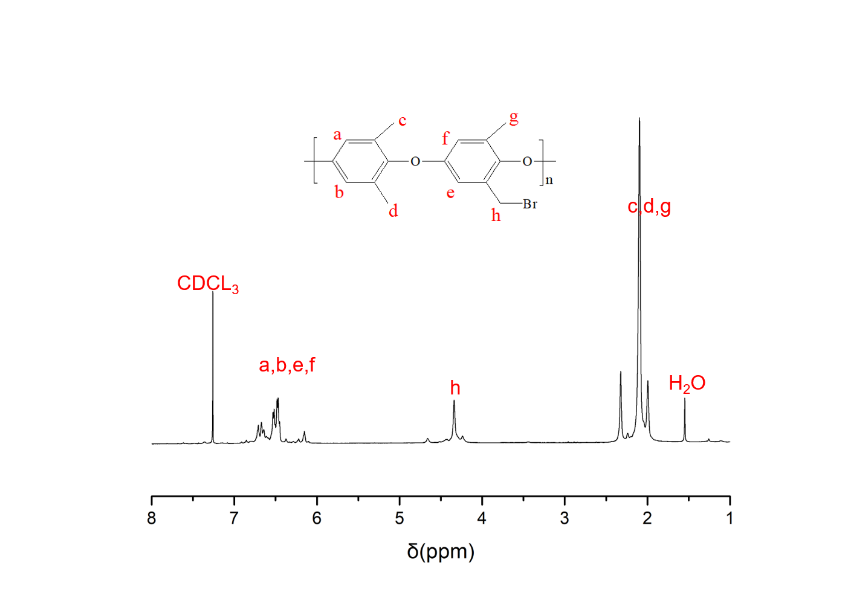 c
g
a
f
O
O
n
b
e
d
h
Br
c,d,g
CDCL3
a,b,e,f
h
H2O
8 7 6 5 4 3 2 1
δ(ppm)